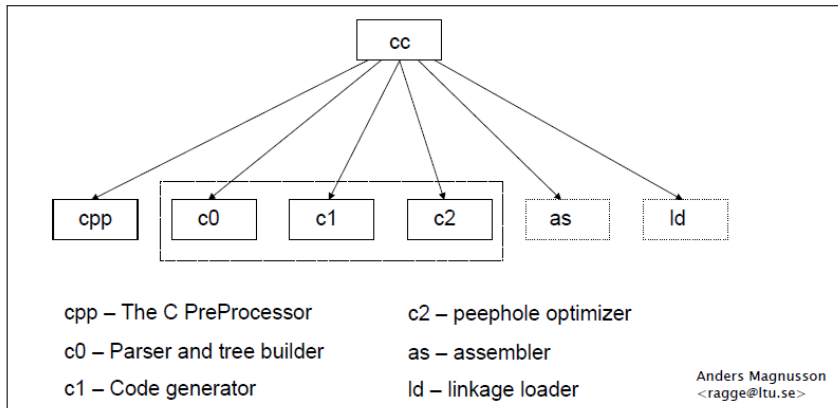 cc
cpp
c0
c1
c2
as
ld
cpp – The C PreProcessor
c0 – Parser and tree builder
c1 – Code generator
c2 – peephole optimizer
as – assembler
ld – linkage loader
Anders Magnusson
<ragge@ltu.se>